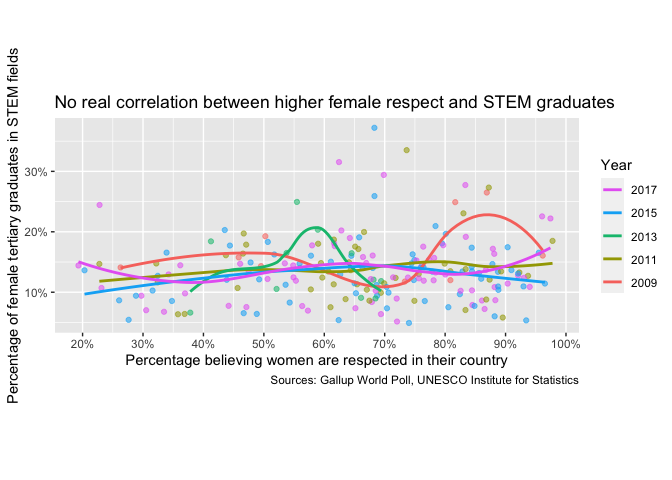 No real correlation between higher female respect and STEM graduates
Percentage of female tertiary graduates in STEM fields
30%
20%
10%
20% 30% 40% 50% 60% 70% 80% 90% 100%
Percentage believing women are respected in their country
Sources: Gallup World Poll, UNESCO Institute for Statistics
Year
2017
2015
2013
2011
2009